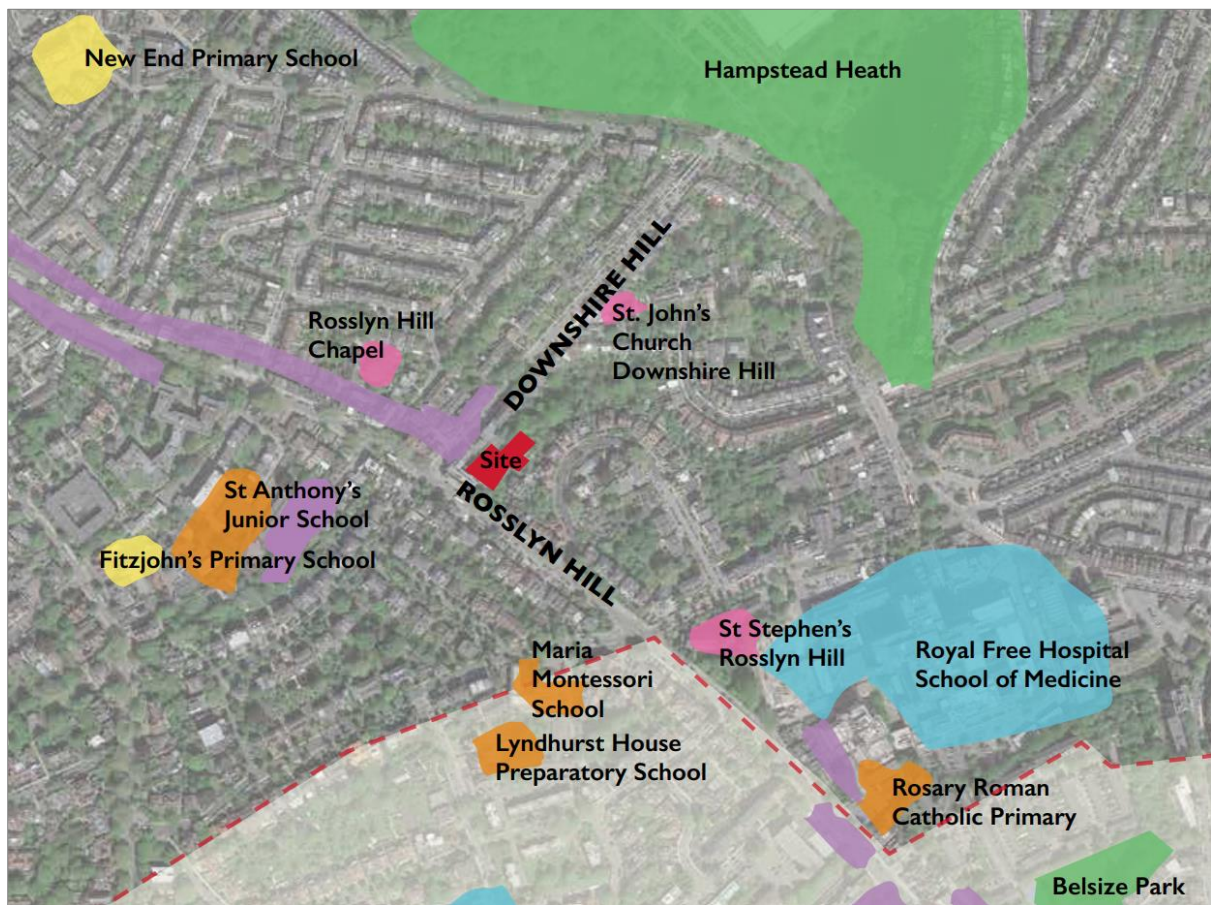 New End Primary School
Hampstead Heath
DOWNSHIRE HILL
St. John's
Church
Downshire Hill
Rosslyn Hill
Chapel
Site
ROSSLYN HILL
St Anthony's
Junior School
Fitzjohn's Primary School
St Stephen's
Rosslyn Hill
Royal Free Hospital
School of Medicine
Maria
Montessori
School
Lyndhurst House
Preparatory School
Rosary Roman
Catholic Primary
Belsize Park